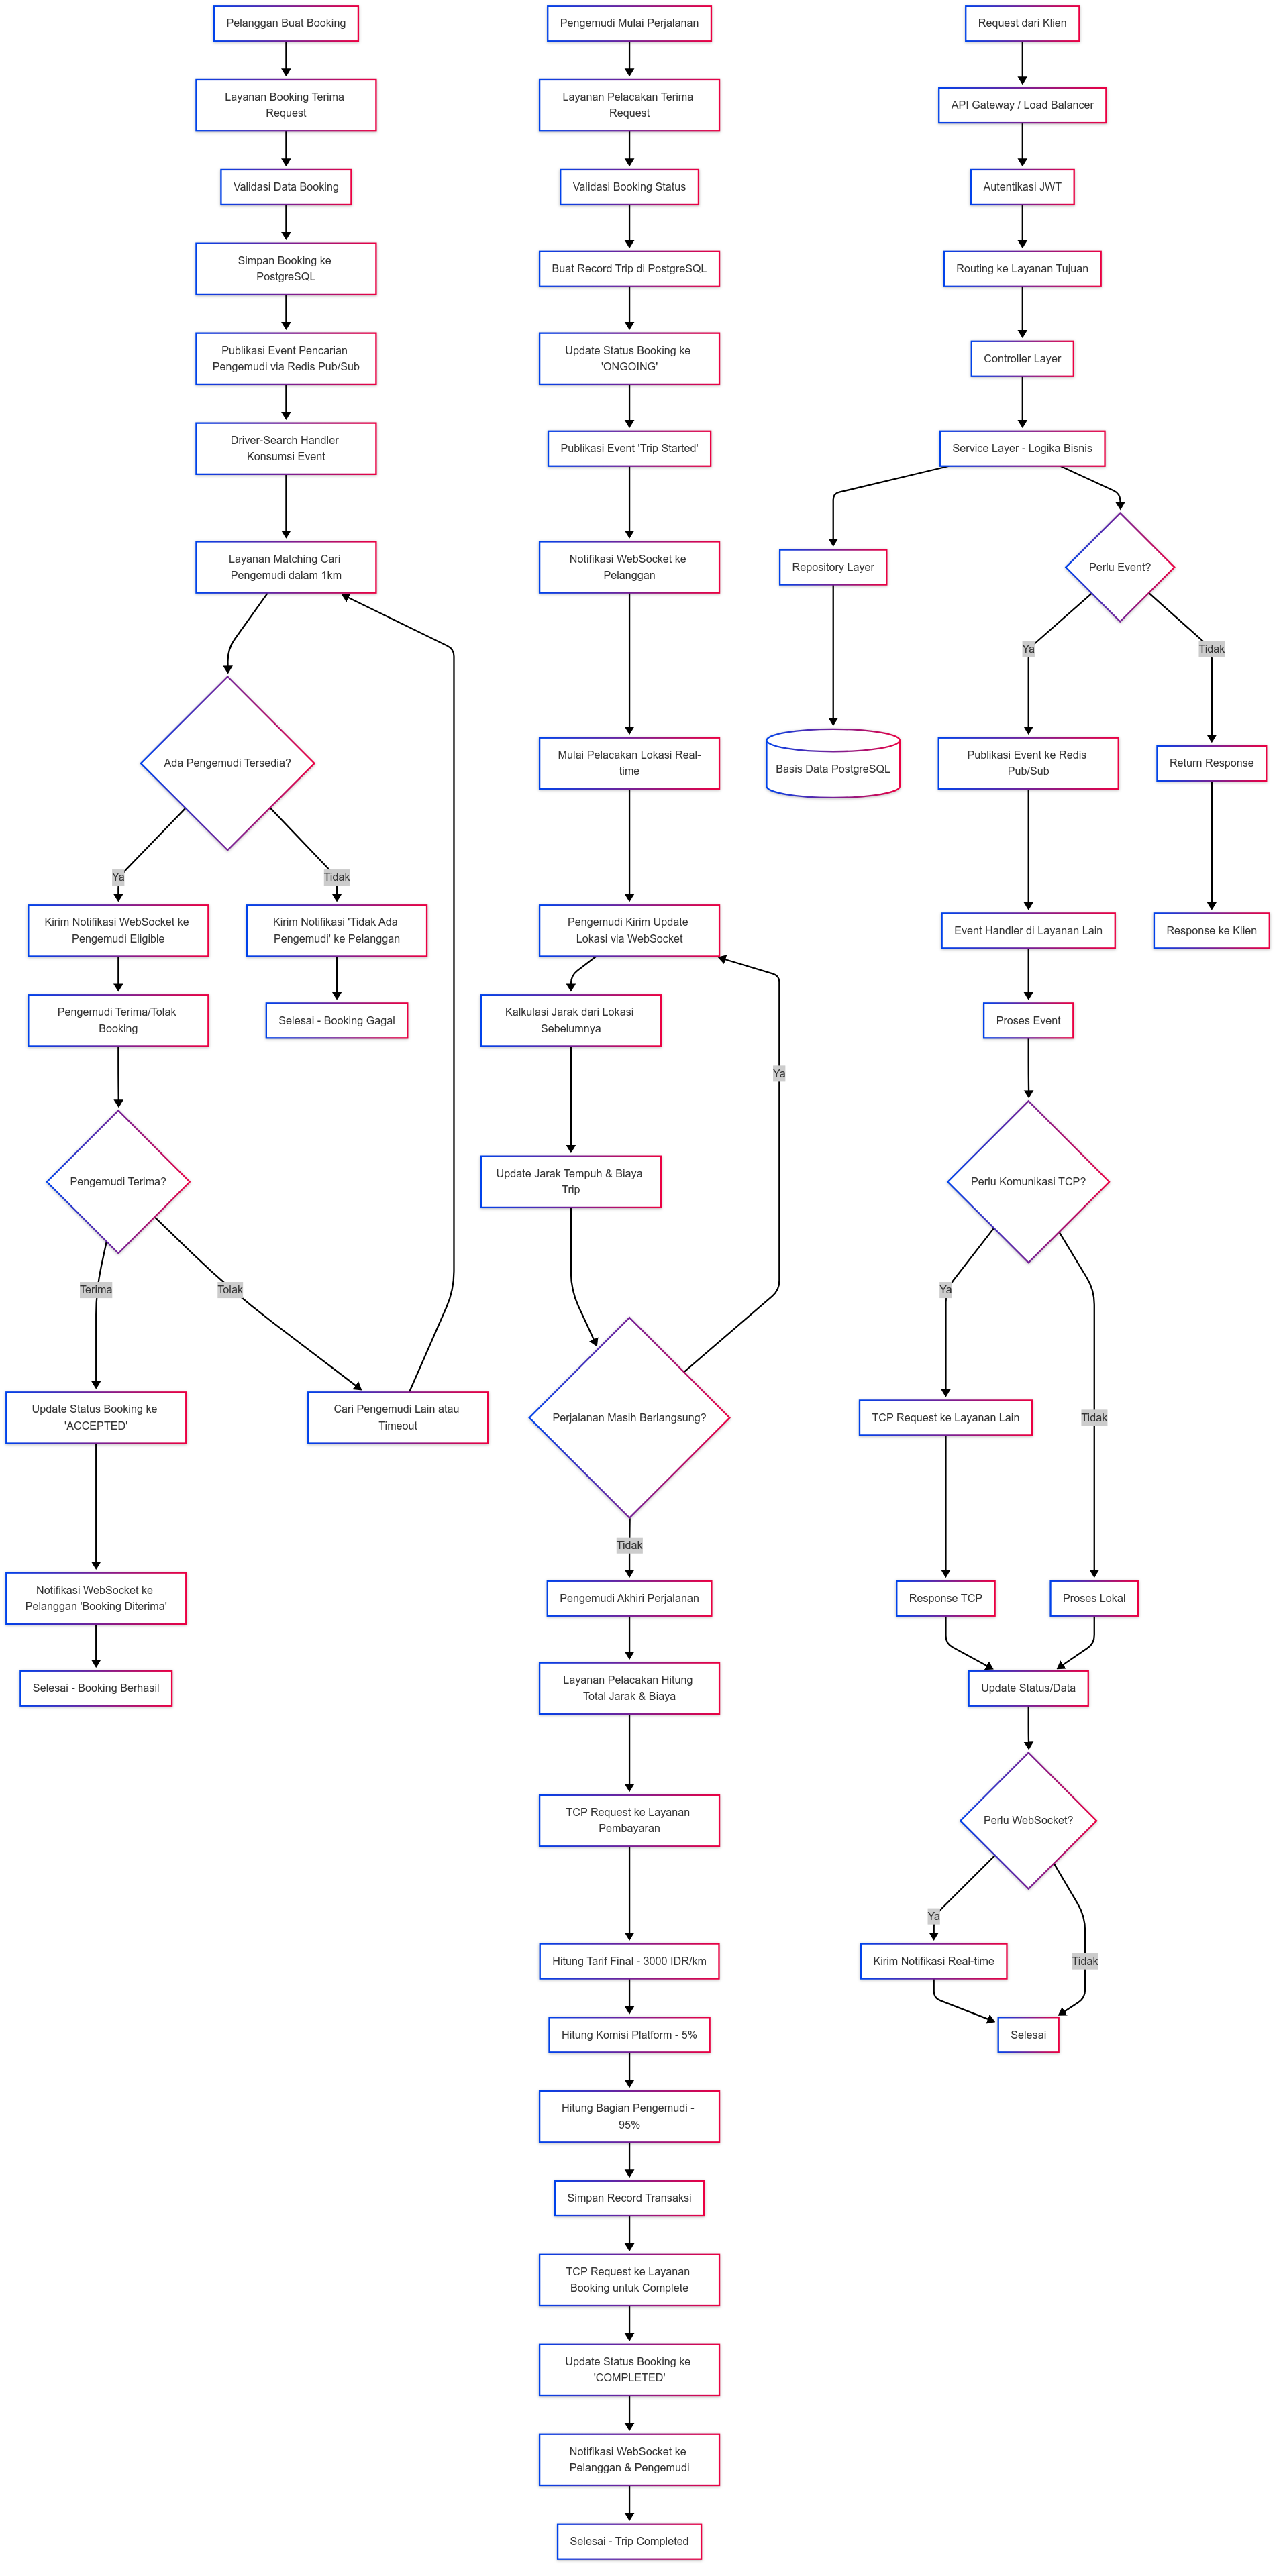 Pelanggan Buat Booking
Layanan Booking Terima
Request
Validasi Data Booking
Simpan Booking ke
PostgreSQL
Publikasi Event Pencarian
Pengemudi via Redis Pub/Sub
Driver-Search Handler
Konsumsi Event
Layanan Matching Cari
Pengemudi dalam 1km
Ada Pengemudi Tersedia?
Ya
Tidak
Kirim Notifikasi WebSocket ke
Pengemudi Eligible
Kirim Notifikasi 'Tidak Ada
Pengemudi' ke Pelanggan
Pengemudi Terima/Tolak
Booking
Selesai - Booking Gagal
Pengemudi Terima?
Terima
Tolak
Update Status Booking ke
'ACCEPTED'
Cari Pengemudi Lain atau
Timeout
Notifikasi WebSocket ke
Pelanggan 'Booking Diterima'
Selesai - Booking Berhasil
Pengemudi Mulai Perjalanan
Layanan Pelacakan Terima
Request
Validasi Booking Status
Buat Record Trip di PostgreSQL
Update Status Booking ke
'ONGOING'
Publikasi Event 'Trip Started'
Notifikasi WebSocket ke
Pelanggan
Mulai Pelacakan Lokasi Real-
time
Pengemudi Kirim Update
Lokasi via WebSocket
Kalkulasi Jarak dari Lokasi
Sebelumnya
Ya
Update Jarak Tempuh & Biaya
Trip
Perjalanan Masih Berlangsung?
Tidak
Pengemudi Akhiri Perjalanan
Layanan Pelacakan Hitung
Total Jarak & Biaya
TCP Request ke Layanan
Pembayaran
Hitung Tarif Final - 3000 IDR/km
Hitung Komisi Platform - 5%
Hitung Bagian Pengemudi -
95%
Simpan Record Transaksi
TCP Request ke Layanan
Booking untuk Complete
Update Status Booking ke
'COMPLETED'
Notifikasi WebSocket ke
Pelanggan & Pengemudi
Selesai - Trip Completed
Request dari Klien
API Gateway / Load Balancer
Autentikasi JWT
Routing ke Layanan Tujuan
Controller Layer
Service Layer - Logika Bisnis
Repository Layer
Perlu Event?
Ya
Tidak
Basis Data PostgreSQL
Publikasi Event ke Redis
Pub/Sub
Return Response
Event Handler di Layanan Lain
Response ke Klien
Proses Event
Perlu Komunikasi TCP?
Ya
Tidak
TCP Request ke Layanan Lain
Response TCP
Proses Lokal
Update Status/Data
Perlu WebSocket?
Ya
Tidak
Kirim Notifikasi Real-time
Selesai